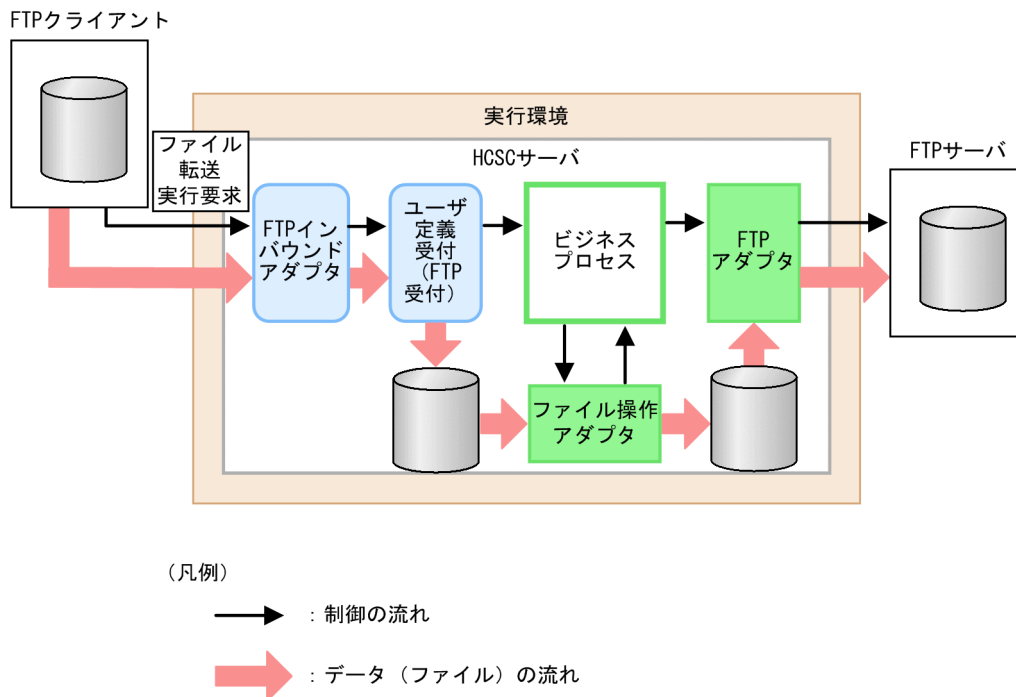 FTPクライアント
実行環境
ファイル
転送
実行要求
HCSCサーバ
FTPサーバ
FTPイン
バウンド
アダプタ
ユーザ
定義
受付
(FTP
受付)
ビジネス
プロセス
FTP
アダプタ
ファイル操作
アダプタ
(凡例)
:制御の流れ
:データ(ファイル)の流れ